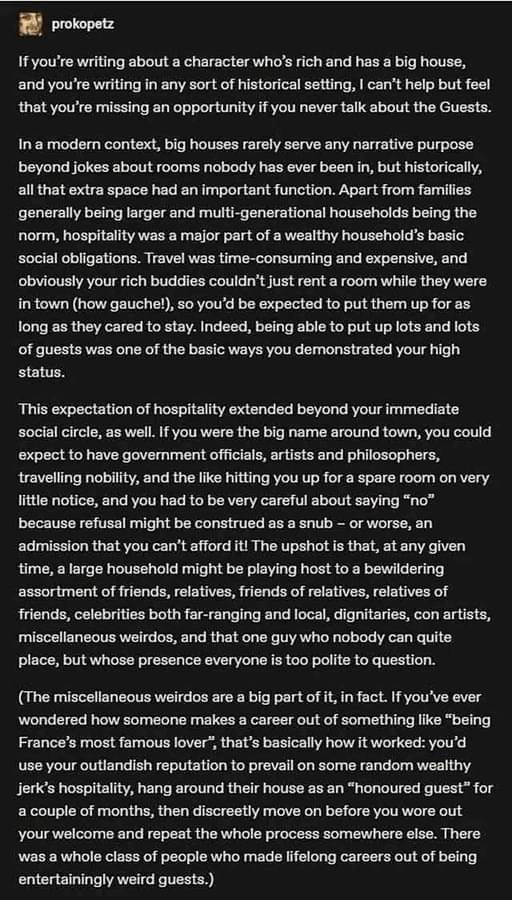 prokopetz
If you're writing about a character who's rich and has a big house,
and you're writing in any sort of historical setting, I can't help but feel
that you're missing an opportunity if you never talk about the Guests.
In a modern context, big houses rarely serve any narrative purpose
beyond jokes about rooms nobody has ever been in, but historically,
all that extra space had an important function. Apart from families
generally being larger and multi-generational households being the
norm, hospitality was a major part of a wealthy household's basic
social obligations. Travel was time-consuming and expensive, and
obviously your rich buddies couldn't just rent a room while they were
in town (how gauche!), so you'd be expected to put them up for as
long as they cared to stay. Indeed, being able to put up lots and lots
of guests was one of the basic ways you demonstrated your high
status.
This expectation of hospitality extended beyond your immediate
social circle, as well. If you were the big name around town, you could
expect to have government officials, artists and philosophers,
travelling nobility, and the like hitting you up for a spare room on very
little notice, and you had to be very careful about saying "no"
because refusal might be construed as a snub – or worse, an
admission that you can't afford it! The upshot is that, at any given
time, a large household might be playing host to a bewildering
assortment of friends, relatives, friends of relatives, relatives of
friends, celebrities both far-ranging and local, dignitaries, con artists,
miscellaneous weirdos, and that one guy who nobody can quite
place, but whose presence everyone is too polite to question.
(The miscellaneous weirdos are a big part of it, in fact. If you've ever
wondered how someone makes a career out of something like "being
France's most famous lover", that's basically how it worked: you'd
use your outlandish reputation to prevail on some random wealthy
jerk's hospitality, hang around their house as an "honoured guest" for
a couple of months, then discreetly move on before you wore out
your welcome and repeat the whole process somewhere else. There
was a whole class of people who made lifelong careers out of being
entertainingly weird guests.)